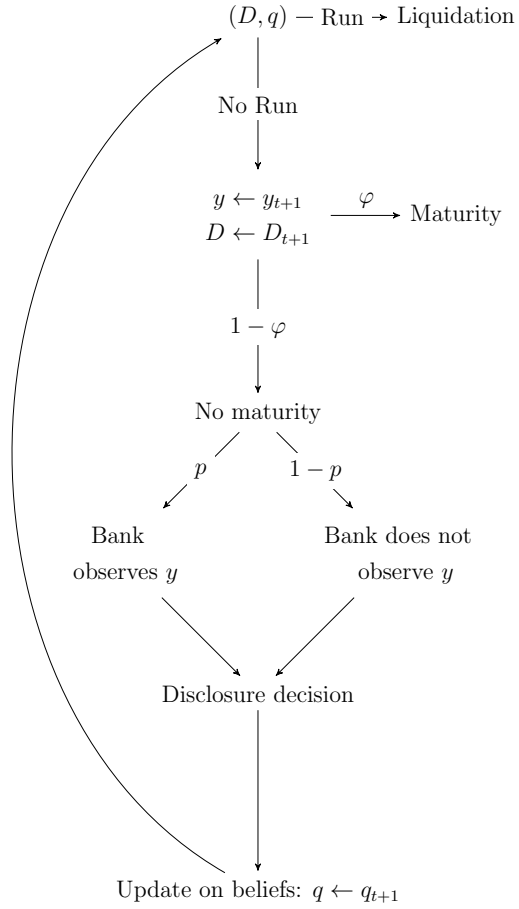 (D, q) Run Liquidation
No Run
y ← y_{t+1}
D ← D_{t+1}
φ
Maturity
1 − φ
No maturity
p
1 − p
Bank
observes y
Bank does not
observe y
Disclosure decision
Update on beliefs: q ← q_{t+1}